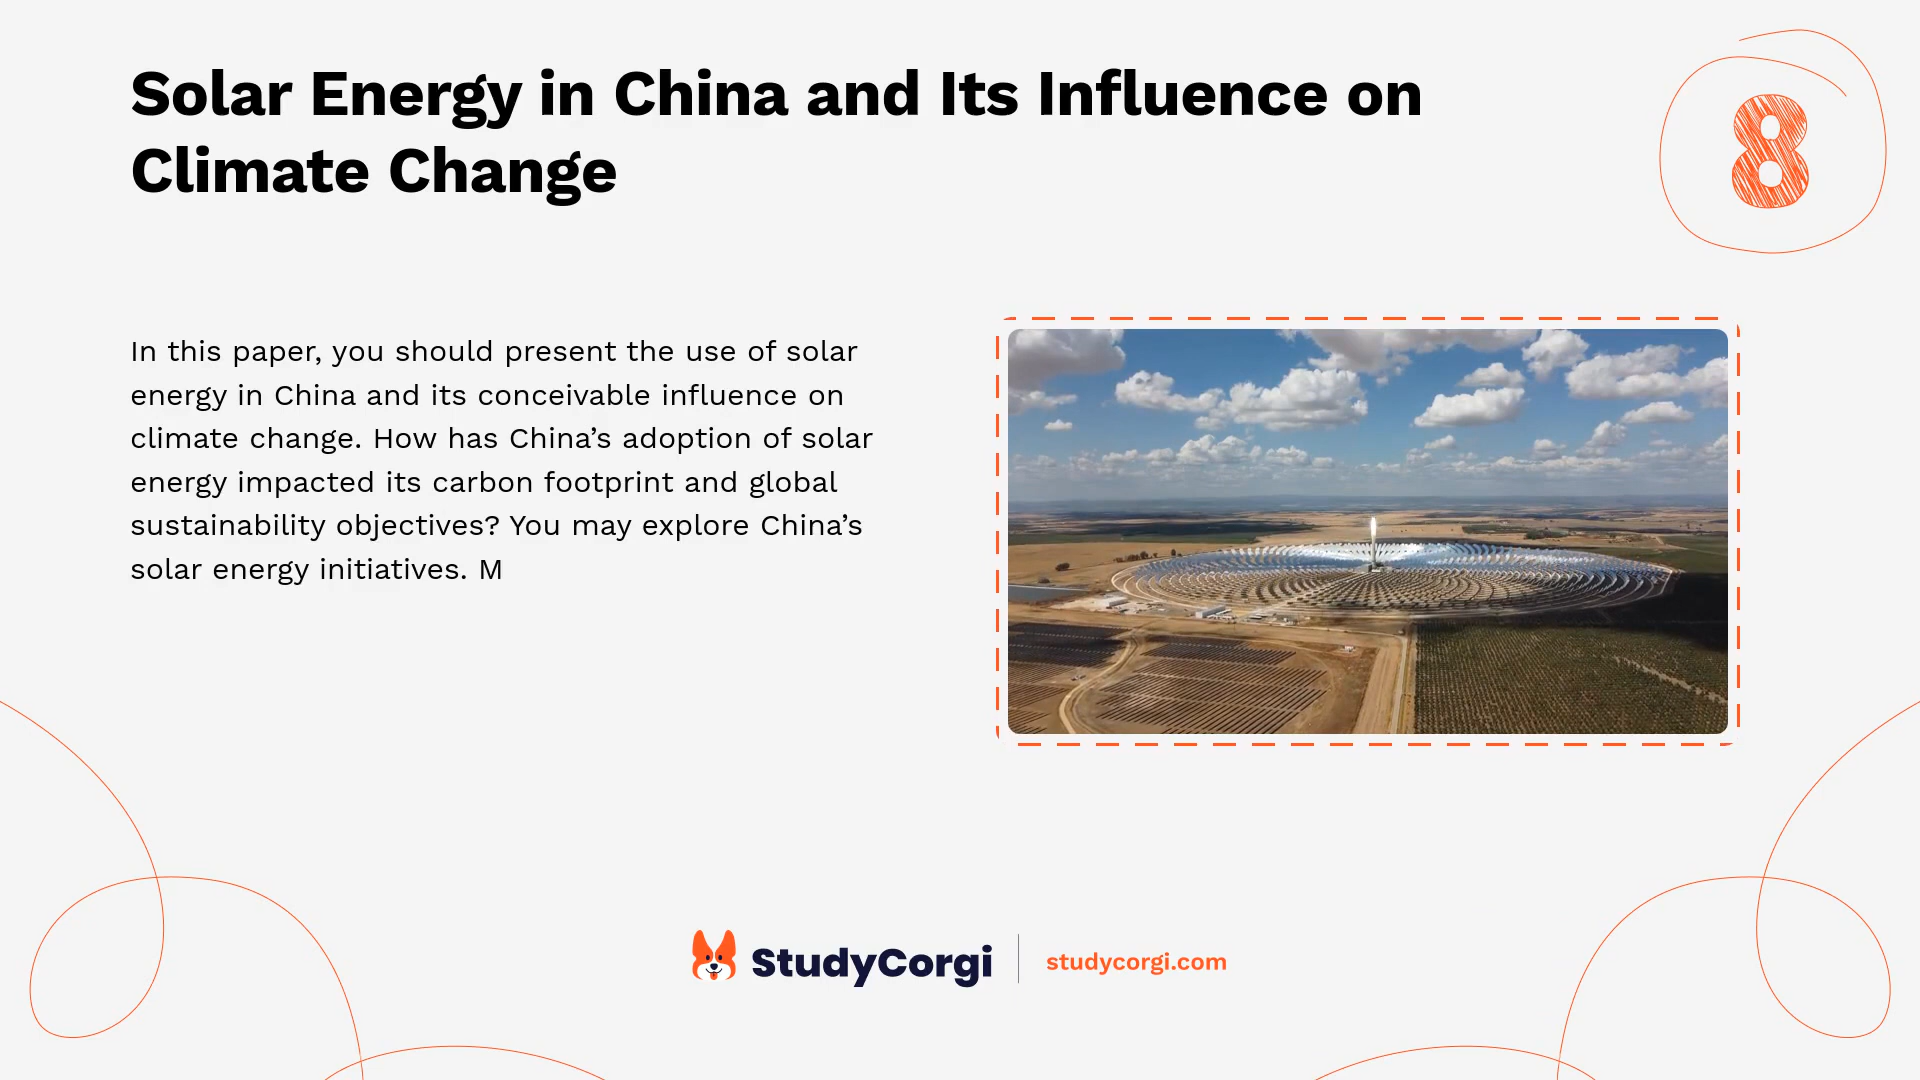 Solar Energy in China and Its Influence on
Climate Change
8
In this paper, you should present the use of solar
energy in China and its conceivable influence on
climate change. How has China’s adoption of solar
energy impacted its carbon footprint and global
sustainability objectives? You may explore China’s
solar energy initiatives. M
StudyCorgi
studycorgi.com